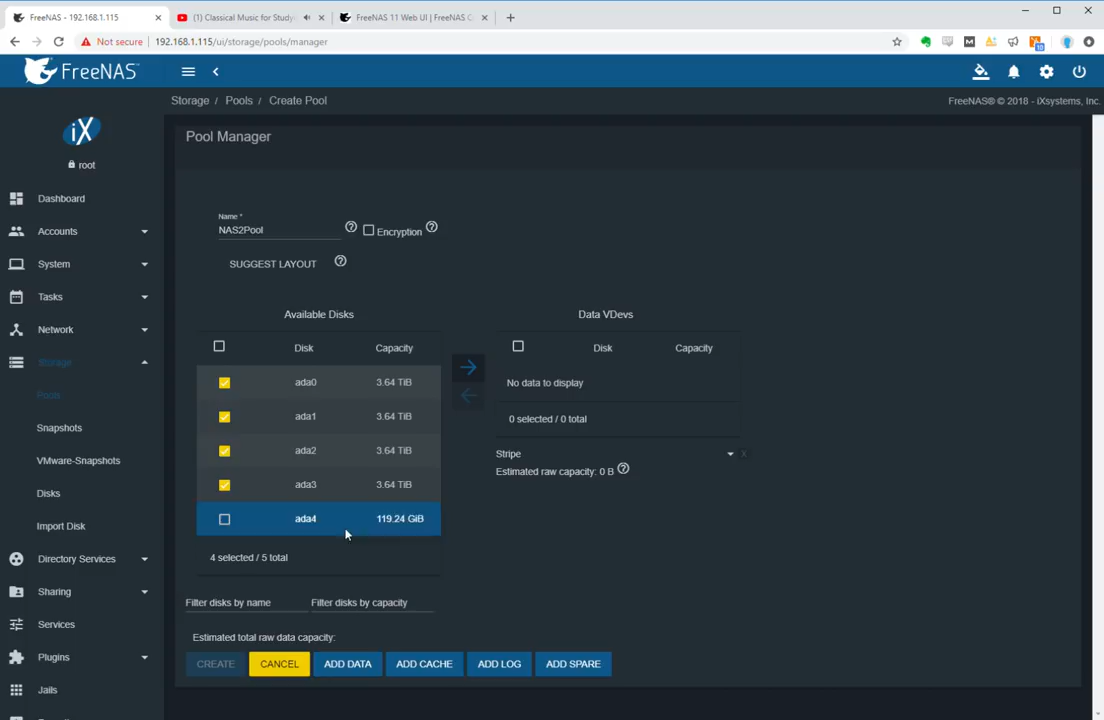 FreeNAS - 192.168.1.115
(1) Classical Music for Study
FreeNAS 11 Web UI | FreeNAS C
Not secure
192.168.1.115/ui/storage/pools/manager
10
FreeNAS
Storage / Pools / Create Pool
FreeNAS® © 2018 - iXsystems, Inc.
iX
root
Dashboard
Accounts
System
Tasks
Network
Storage
Pools
Snapshots
VMware-Snapshots
Disks
Import Disk
Directory Services
Sharing
Services
Plugins
Jails
Pool Manager
Name *
NAS2Pool
Encryption
SUGGEST LAYOUT
Available Disks
Disk Capacity
ada0 3.64 TiB
ada1 3.64 TiB
ada2 3.64 TiB
ada3 3.64 TiB
ada4 119.24 GiB
4 selected / 5 total
Data VDevs
Disk Capacity
No data to display
0 selected / 0 total
Stripe
X
Estimated raw capacity: 0 B
Filter disks by name
Filter disks by capacity
Estimated total raw data capacity:
CREATE CANCEL ADD DATA ADD CACHE ADD LOG ADD SPARE